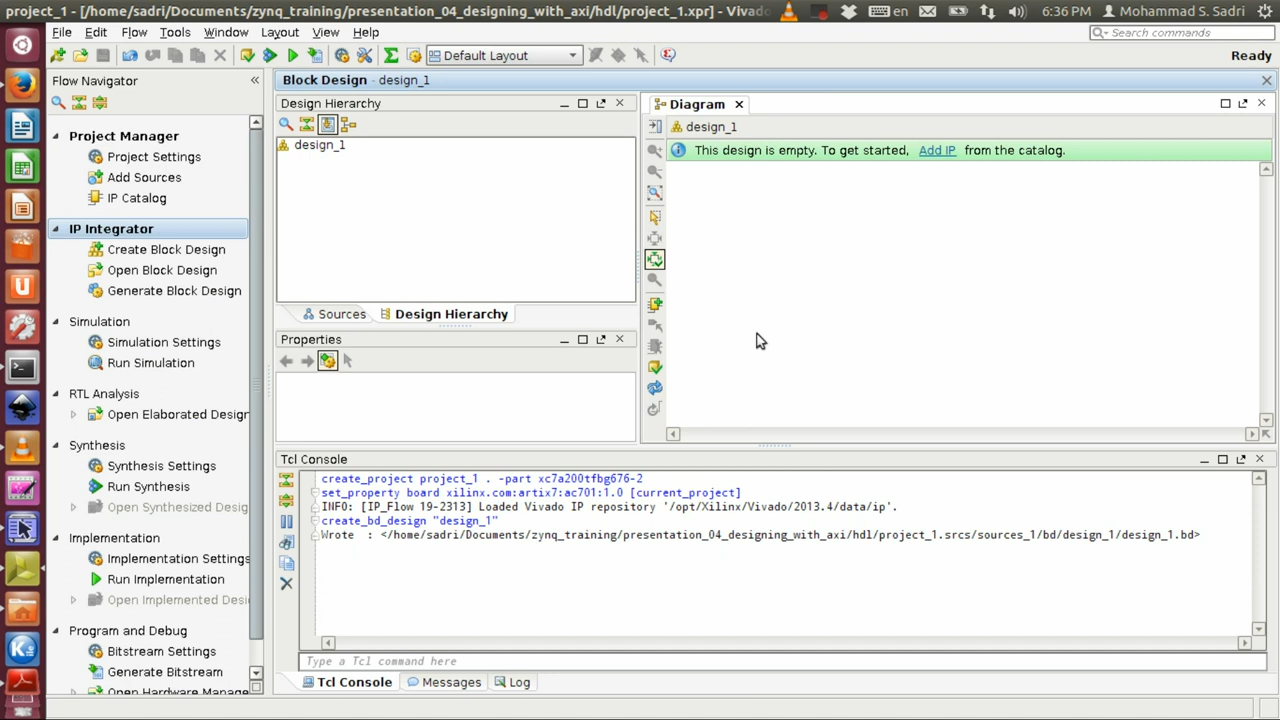 project_1 - [/home/sadri/Documents/zynq_training/presentation_04_designing_with_axi/hdl/project_1.xpr] - Vivado
en
6:36 PM
Mohammad S. Sadri
File Edit Flow Tools Window Layout View Help
Search commands
Default Layout
Ready
Flow Navigator
Project Manager
Project Settings
Add Sources
IP Catalog
IP Integrator
Create Block Design
Open Block Design
Generate Block Design
Simulation
Simulation Settings
Run Simulation
RTL Analysis
Open Elaborated Design
Synthesis
Synthesis Settings
Run Synthesis
Open Synthesized Desig
Implementation
Implementation Settings
Run Implementation
Open Implemented Desi
Program and Debug
Bitstream Settings
Generate Bitstream
Open Hardware Manage
Block Design - design_1
Design Hierarchy
design_1
Sources
Design Hierarchy
Properties
Diagram
design_1
This design is empty. To get started, Add IP from the catalog.
Tcl Console
create_project project_1 . -part xc7a200tfbg676-2
set_property board xilinx.com:artix7:ac701:1.0 [current_project]
INFO: [IP_Flow 19-2313] Loaded Vivado IP repository '/opt/Xilinx/Vivado/2013.4/data/ip'.
create_bd_design "design_1"
Wrote  : </home/sadri/Documents/zynq_training/presentation_04_designing_with_axi/hdl/project_1.srcs/sources_1/bd/design_1/design_1.bd>
Type a Tcl command here
Tcl Console
Messages
Log